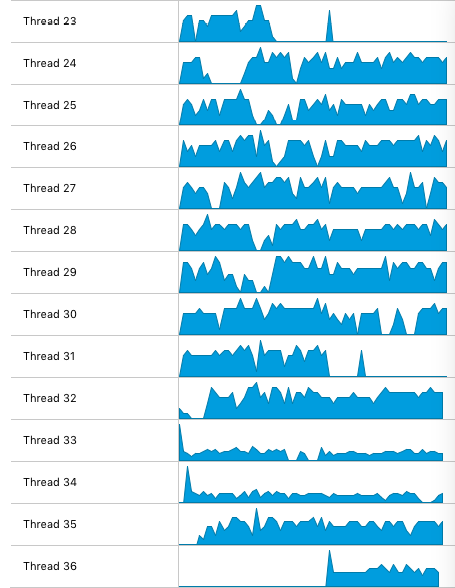 Thread 23
Thread 24
Thread 25
Thread 26
Thread 27
Thread 28
Thread 29
Thread 30
Thread 31
Thread 32
Thread 33
Thread 34
Thread 35
Thread 36